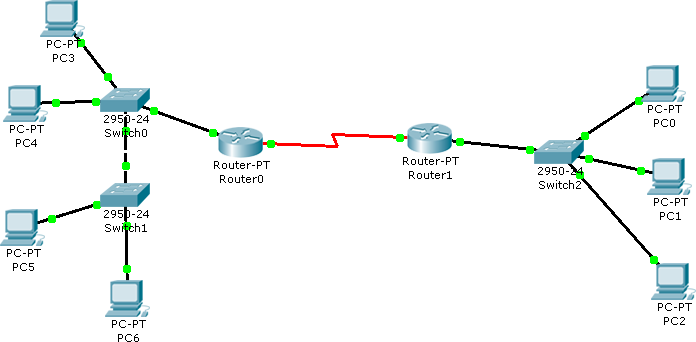 PC-PT
PC3
PC-PT
PC4
2950-24
Switch0
Router-PT
Router0
Router-PT
Router1
2950-24
Switch2
PC-PT
PC0
PC-PT
PC1
PC-PT
PC2
2950-24
Switch1
PC-PT
PC5
PC-PT
PC6